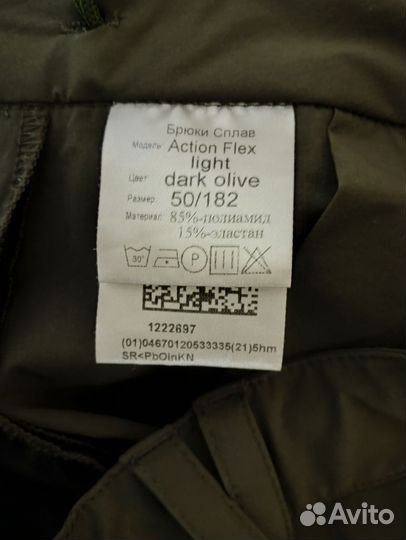 Брюки Сплав
Модель: Action Flex
light
Цвет: dark olive
Размер: 50/182
Материал: 85%-полиамид
15%-эластан
30°
P
1222697
(01)04670120533335(21)5hm
SR<PbOinKN
Avito